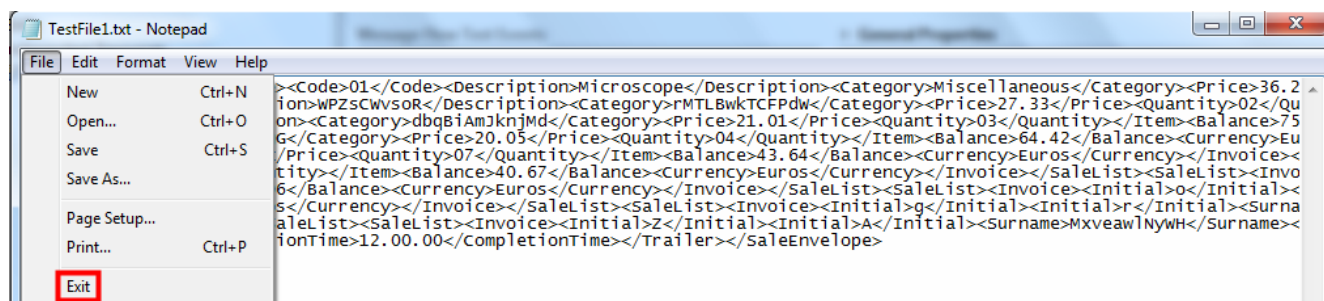 TestFile1.txt - Notepad
File Edit Format View Help
New Ctrl+N
Open... Ctrl+O
Save Ctrl+S
Save As...
Page Setup...
Print... Ctrl+P
Exit
><Code>01</Code><Description>Microscope</Description><Category>Miscellaneous</Category><Price>36.2
ion>WPZsCWvsoR</Description><Category>rMTLBwkTCFPdW</Category><Price>27.33</Price><Quantity>02</Qu
on><Category>dbqBiAmJknjMd</Category><Price>21.01</Price><Quantity>03</Quantity></Item><Balance>75
G</Category><Price>20.05</Price><Quantity>04</Quantity></Item><Balance>64.42</Balance><Currency>Eu
/Price><Quantity>07</Quantity></Item><Balance>43.64</Balance><Currency>Euros</Currency></Invoice><
tity></Item><Balance>40.67</Balance><Currency>Euros</Currency></Invoice></SaleList><SaleList><Invo
6</Balance><Currency>Euros</Currency></Invoice></SaleList><SaleList><Invoice><Initial>o</Initial><
s</Currency></Invoice></SaleList><SaleList><Invoice><Initial>g</Initial><Initial>r</Initial><Surna
aleList><SaleList><Invoice><Initial>Z</Initial><Initial>A</Initial><Surname>MxveawlNyWH</Surname><
ionTime>12.00.00</CompletionTime></Trailer></SaleEnvelope>